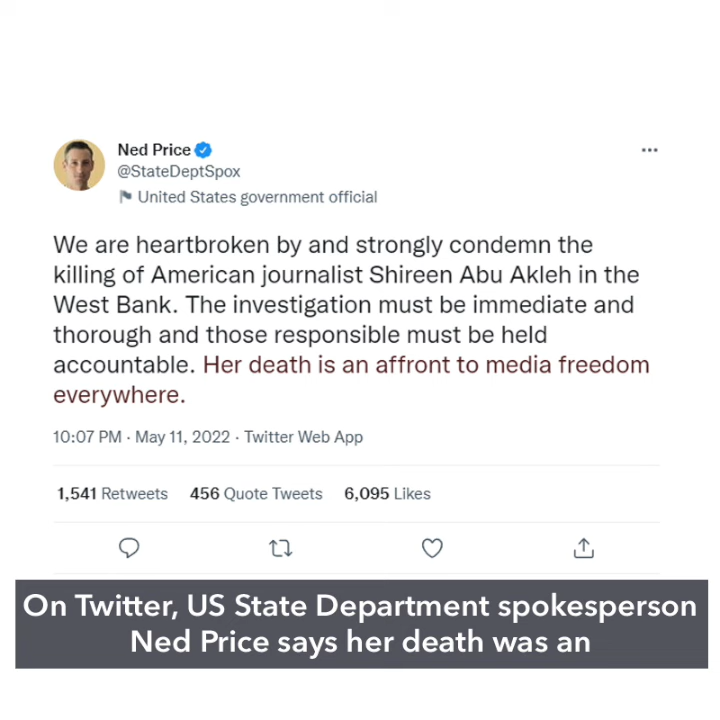 Ned Price
@StateDeptSpox
United States government official
We are heartbroken by and strongly condemn the
killing of American journalist Shireen Abu Akleh in the
West Bank. The investigation must be immediate and
thorough and those responsible must be held
accountable. Her death is an affront to media freedom
everywhere.
10:07 PM · May 11, 2022 · Twitter Web App
1,541 Retweets 456 Quote Tweets 6,095 Likes
On Twitter, US State Department spokesperson
Ned Price says her death was an